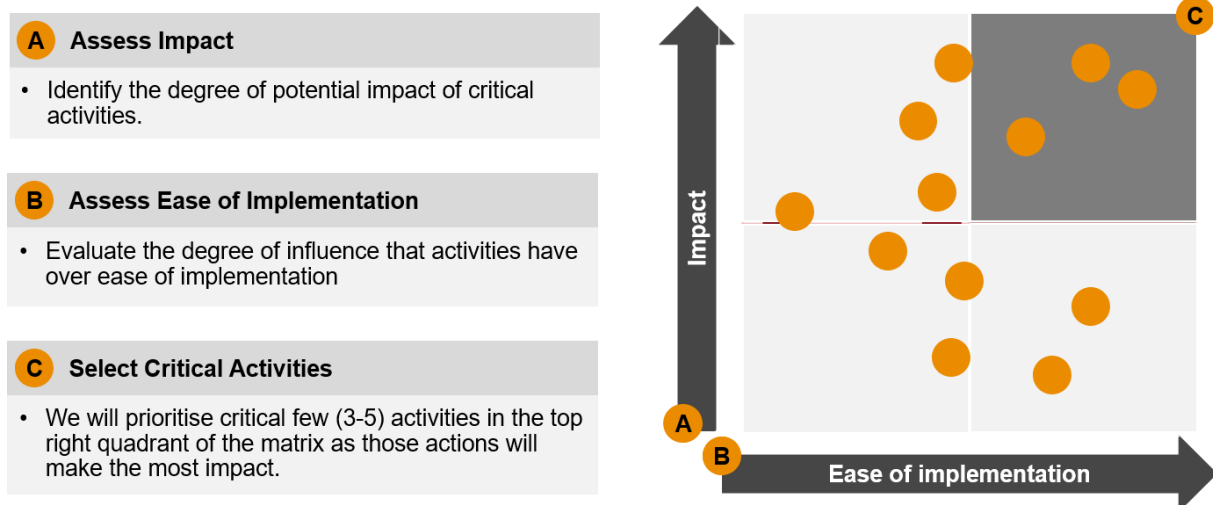 A Assess Impact
• Identify the degree of potential impact of critical
activities.
B Assess Ease of Implementation
• Evaluate the degree of influence that activities have
over ease of implementation
C Select Critical Activities
• We will prioritise critical few (3-5) activities in the top
right quadrant of the matrix as those actions will
make the most impact.
C
Impact
A
B
Ease of implementation